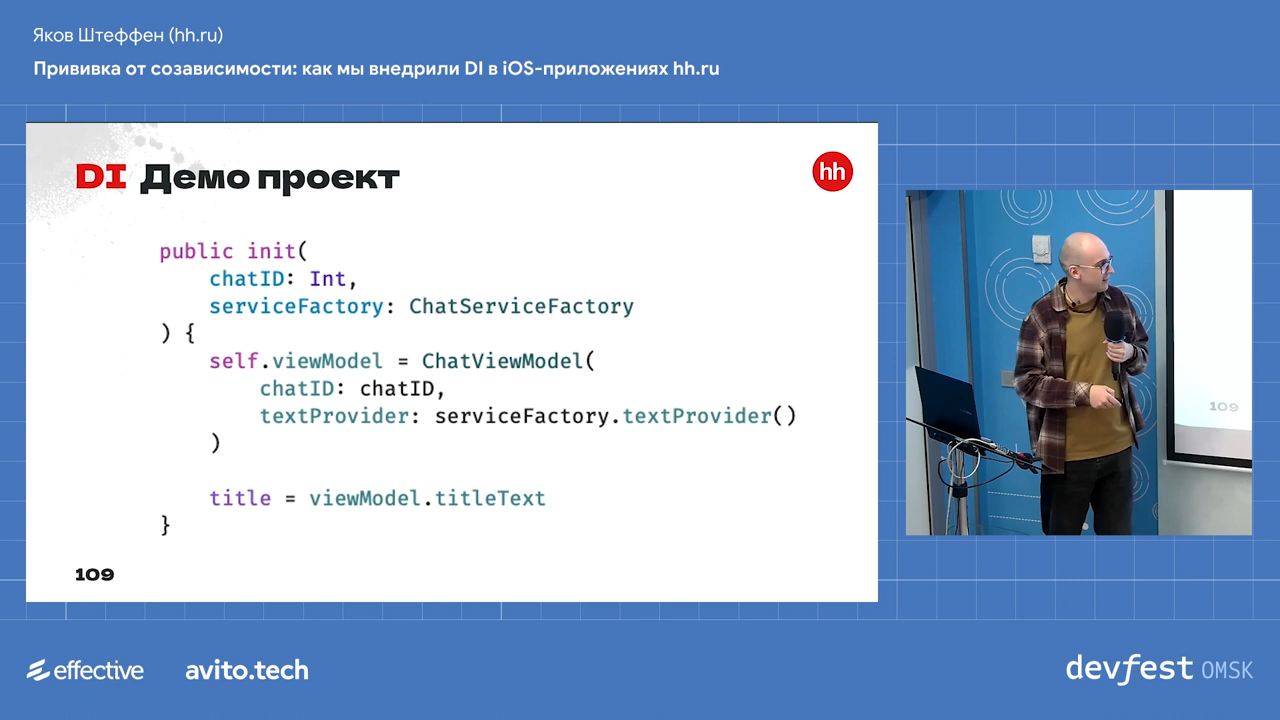 Яков Штеффен (hh.ru)
Прививка от созависимости: как мы внедрили DI в iOS-приложениях hh.ru
DI Демо проект
hh
public init(
chatID: Int,
serviceFactory: ChatServiceFactory
) {
self.viewModel = ChatViewModel(
chatID: chatID,
textProvider: serviceFactory.textProvider()
)
title = viewModel.titleText
}
109
109
effective
avito.tech
devfest OMSK